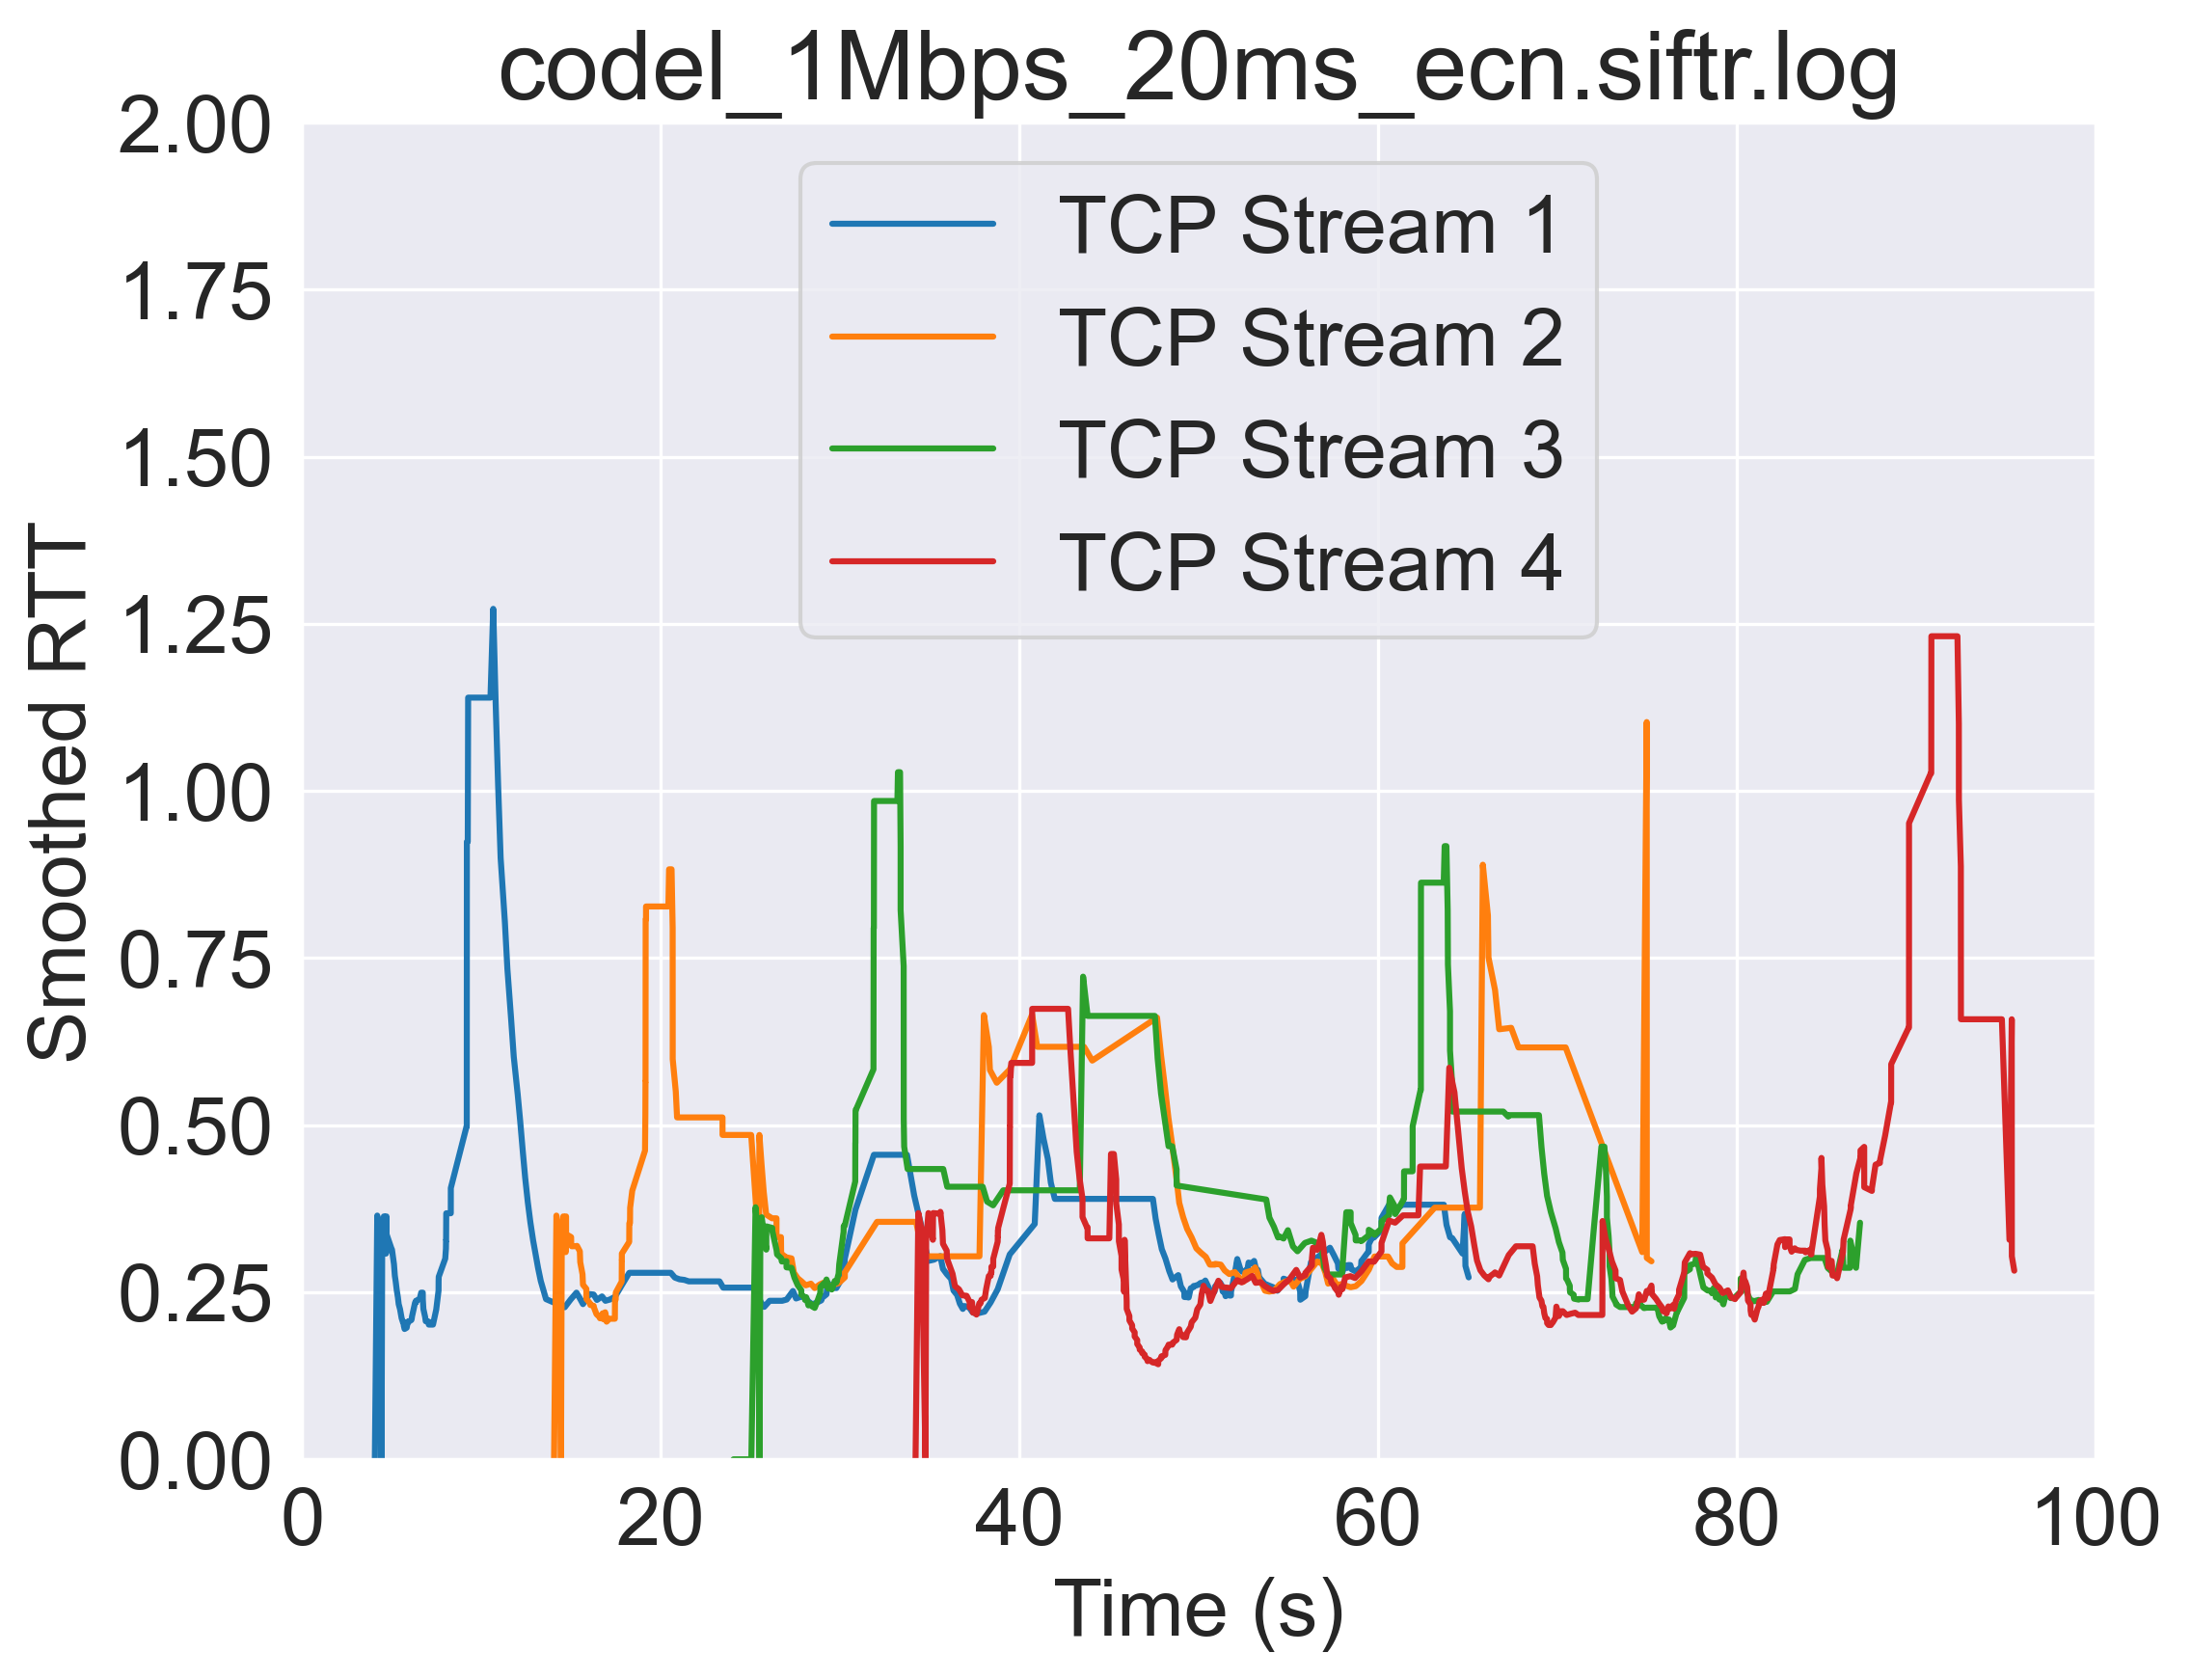 codel_1Mbps_20ms_ecn.siftr.log
TCP Stream 1
TCP Stream 2
TCP Stream 3
TCP Stream 4
Smoothed RTT
2.00
1.75
1.50
1.25
1.00
0.75
0.50
0.25
0.00
0 20 40 60 80 100
Time (s)